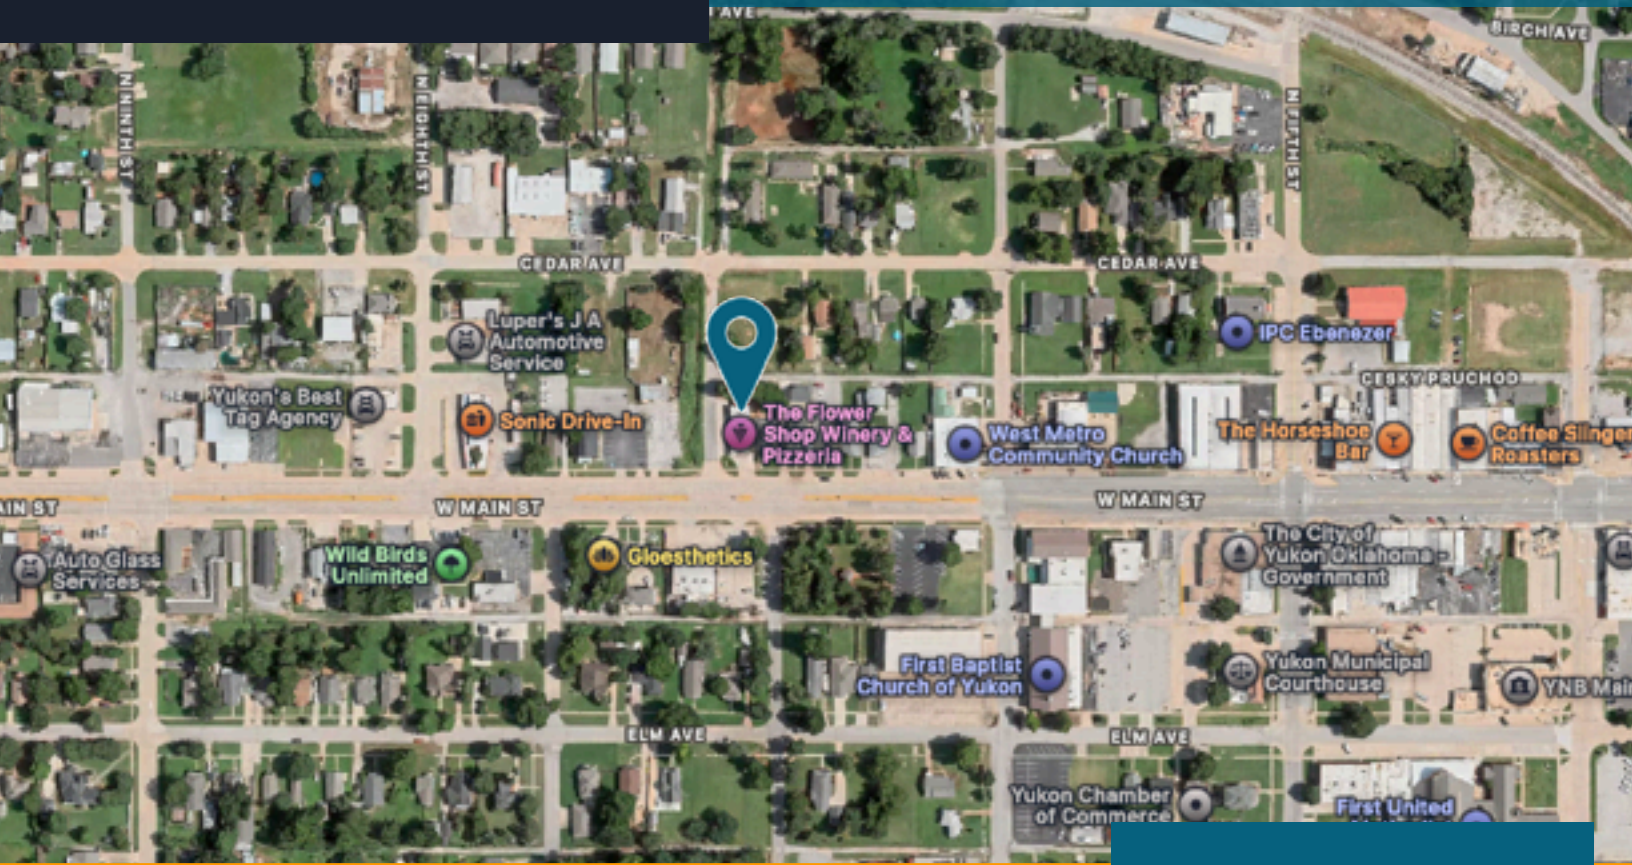 AVE
BIRCH AVE
N NINTH ST
N EIGHTH ST
N FIFTH ST
CEDAR AVE
CEDAR AVE
Luper's J A
Automotive
Service
IPC Ebenezer
CESKY PRUCHOD
Yukon's Best
Tag Agency
Sonic Drive-In
The Flower
Shop Winery &
Pizzeria
West Metro
Community Church
The Horseshoe
Bar
Coffee Slinger
Roasters
AIN ST
W MAIN ST
W MAIN ST
Auto Glass
Services
Wild Birds
Unlimited
Gloesthetics
The City of
Yukon Oklahoma -
Government
First Baptist
Church of Yukon
Yukon Municipal
Courthouse
YNB Mai
ELM AVE
ELM AVE
Yukon Chamber
of Commerce
First United